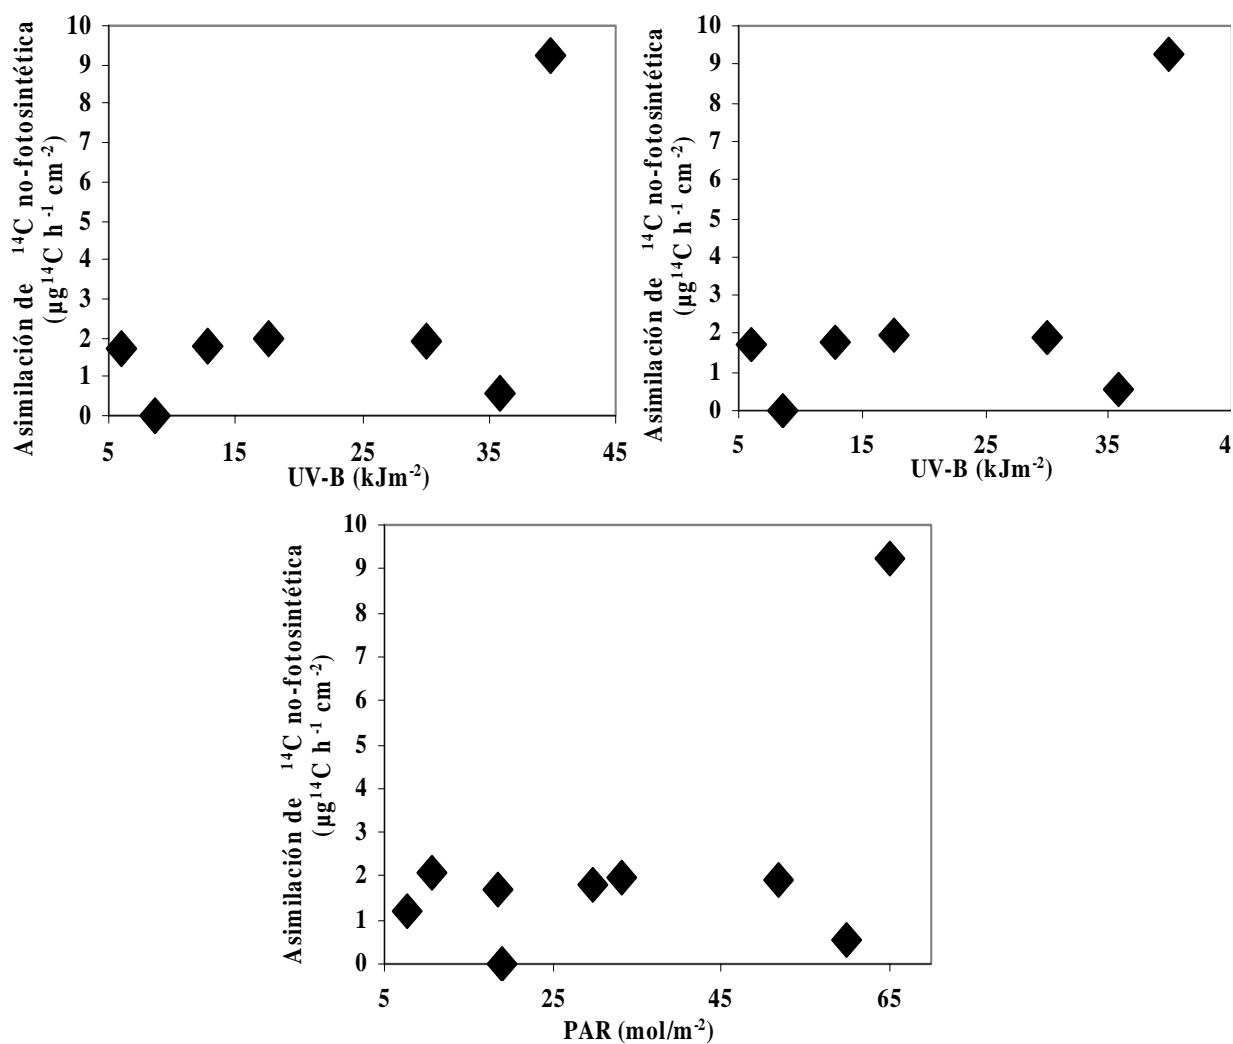 Asimilación de ¹⁴C no-fotosintética
(µg¹⁴C h⁻¹ cm⁻²)
10
9
8
7
6
5
4
3
2
1
0
5 15 25 35 45
UV-B (kJm⁻²)
Asimilación de ¹⁴C no-fotosintética
(µg¹⁴C h⁻¹ cm⁻²)
10
9
8
7
6
5
4
3
2
1
0
5 15 25 35 4
UV-B (kJm⁻²)
Asimilación de ¹⁴C no-fotosintética
(µg¹⁴C h⁻¹ cm⁻²)
10
9
8
7
6
5
4
3
2
1
0
5 25 45 65
PAR (mol/m⁻²)